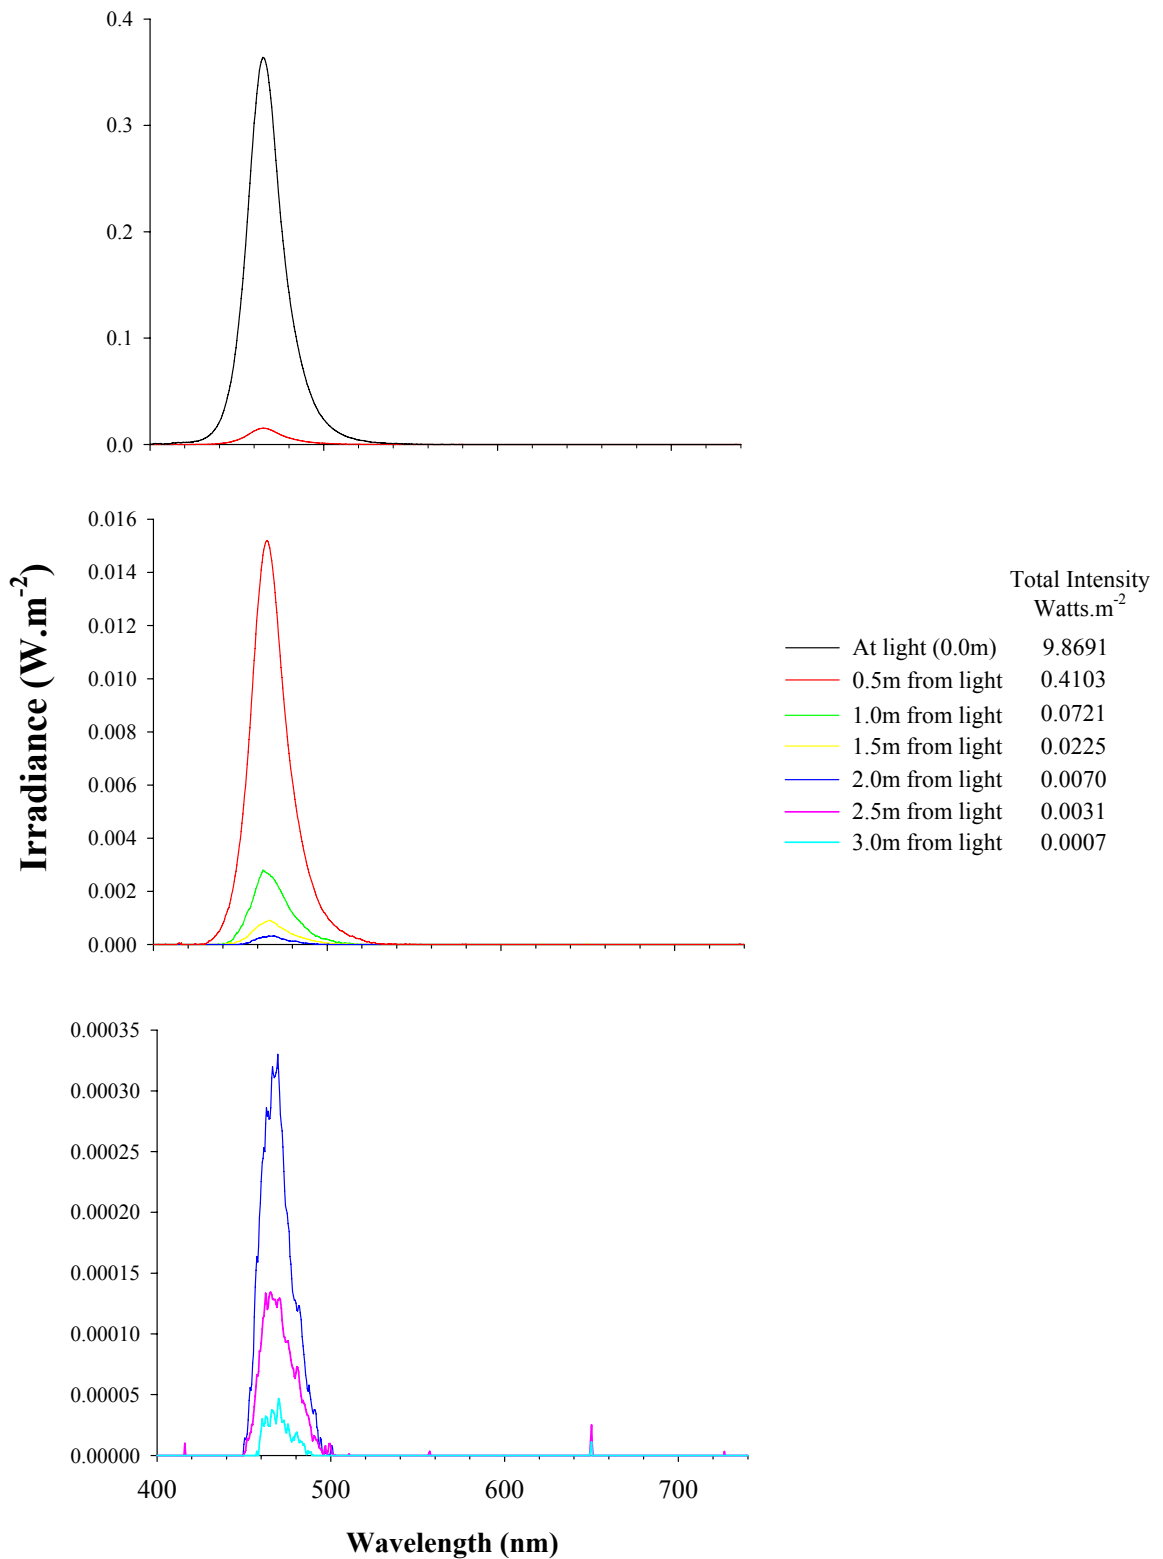 0.4
0.3
0.2
0.1
0.0
Irradiance (W.m-2)
0.016
0.014
0.012
0.010
0.008
0.006
0.004
0.002
0.000
Total Intensity
Watts.m-2
At light (0.0m) 9.8691
0.5m from light 0.4103
1.0m from light 0.0721
1.5m from light 0.0225
2.0m from light 0.0070
2.5m from light 0.0031
3.0m from light 0.0007
0.00035
0.00030
0.00025
0.00020
0.00015
0.00010
0.00005
0.00000
400 500 600 700
Wavelength (nm)